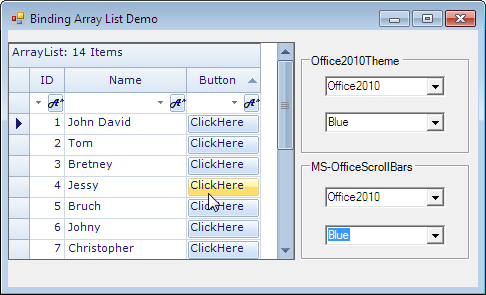 Binding Array List Demo
ArrayList: 14 Items
ID Name Button
A A A
1 John David ClickHere
2 Tom ClickHere
3 Bretney ClickHere
4 Jessy ClickHere
5 Bruch ClickHere
6 Johny ClickHere
7 Christopher ClickHere
Office2010Theme
Office2010
Blue
MS-OfficeScrollBars
Office2010
Blue